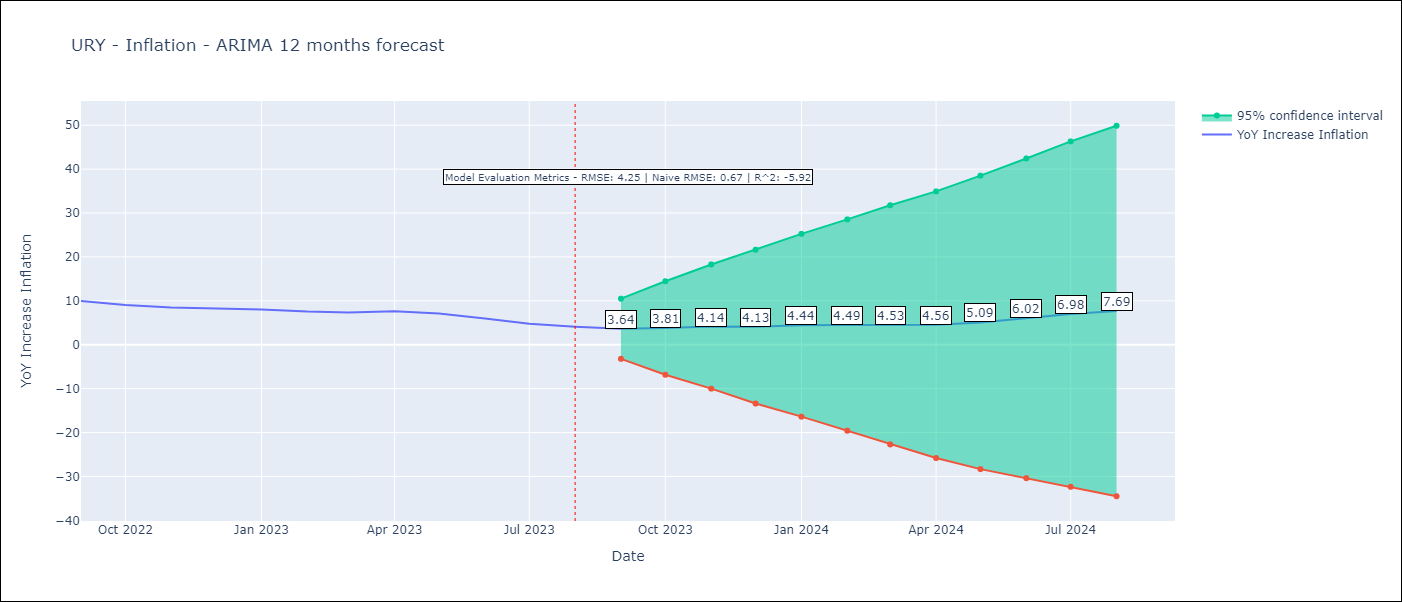 URY - Inflation - ARIMA 12 months forecast
95% confidence interval
YoY Increase Inflation
Model Evaluation Metrics - RMSE: 4.25 | Naive RMSE: 0.67 | R^2: -5.92
YoY Increase Inflation
50
40
30
20
10
0
−10
−20
−30
−40
3.64 3.81 4.14 4.13 4.44 4.49 4.53 4.56 5.09 6.02 6.98 7.69
Oct 2022 Jan 2023 Apr 2023 Jul 2023 Oct 2023 Jan 2024 Apr 2024 Jul 2024
Date